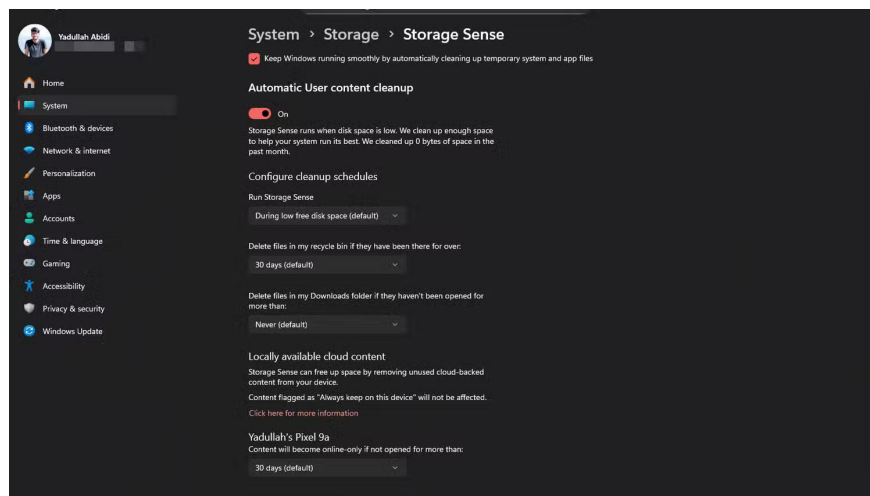 Yadullah Abidi
Home
System
Bluetooth & devices
Network & internet
Personalization
Apps
Accounts
Time & language
Gaming
Accessibility
Privacy & security
Windows Update
System > Storage > Storage Sense
Keep Windows running smoothly by automatically cleaning up temporary system and app files
Automatic User content cleanup
On
Storage Sense runs when disk space is low. We clean up enough space
to help your system run its best. We cleaned up 0 bytes of space in the
past month.
Configure cleanup schedules
Run Storage Sense
During low free disk space (default)
Delete files in my recycle bin if they have been there for over:
30 days (default)
Delete files in my Downloads folder if they haven't been opened for
more than:
Never (default)
Locally available cloud content
Storage Sense can free up space by removing unused cloud-backed
content from your device.
Content flagged as "Always keep on this device" will not be affected.
Click here for more information
Yadullah's Pixel 9a
Content will become online-only if not opened for more than:
30 days (default)